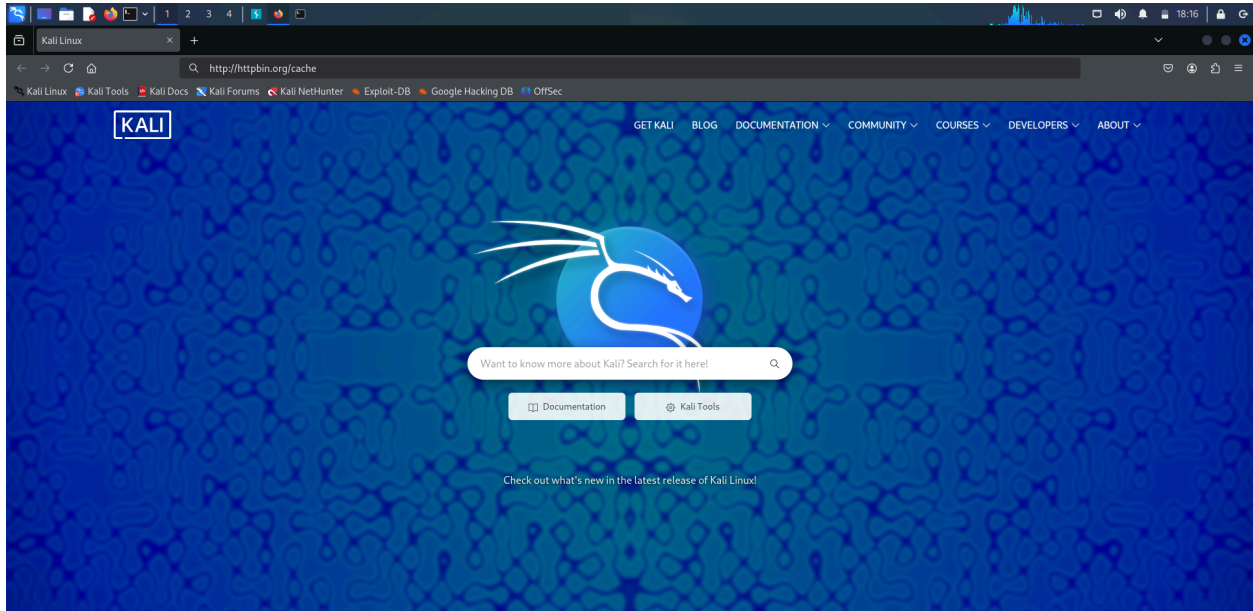 1 2 3 4 18:16
Kali Linux
http://httpbin.org/cache
Kali Linux Kali Tools Kali Docs Kali Forums Kali NetHunter Exploit-DB Google Hacking DB OffSec
KALI GET KALI BLOG DOCUMENTATION COMMUNITY COURSES DEVELOPERS ABOUT
Want to know more about Kali? Search for it here!
Documentation Kali Tools
Check out what's new in the latest release of Kali Linux!